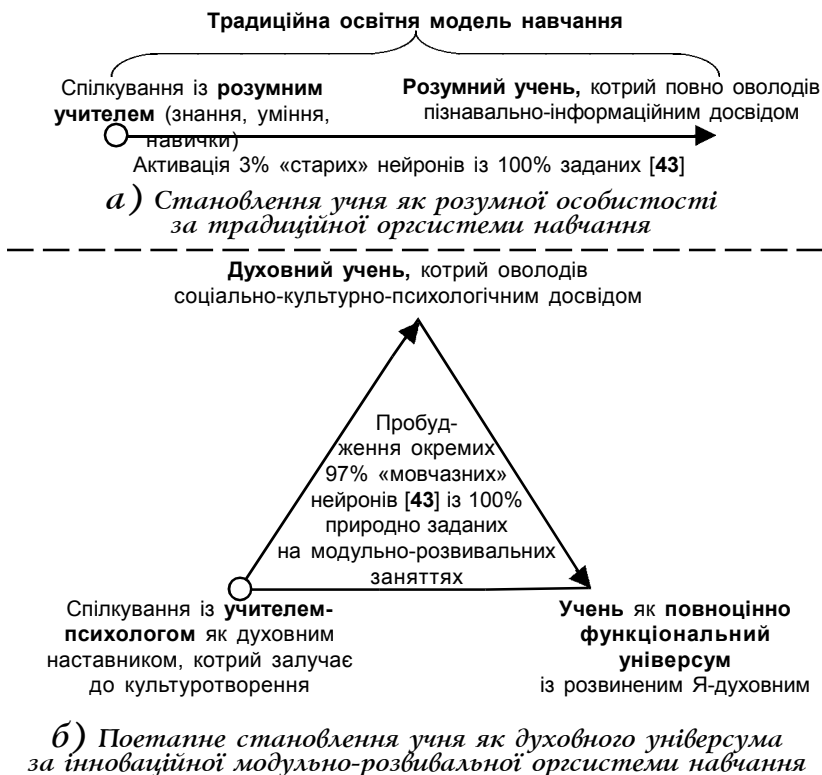 Традиційна освітня модель навчання
Спілкування із розумним
учителем (знання, уміння,
навички)
Розумний учень, котрий повно оволодів
пізнавально-інформаційним досвідом
Активація 3% «старих» нейронів із 100% заданих [43]
а) Становлення учня як розумної особистості
за традиційної оргсистеми навчання
Духовний учень, котрий оволодів
соціально-культурно-психологічним досвідом
Пробуд-
ження окремих
97% «мовчазних»
нейронів [43] із 100%
природно заданих
на модульно-розвивальних
заняттях
Спілкування із учителем-
психологом як духовним
наставником, котрий залучає
до культуротворення
Учень як повноцінно
функціональний
універсум
із розвиненим Я-духовним
б) Поетапне становлення учня як духовного універсума
за інноваційної модульно-розвивальної оргсистеми навчання